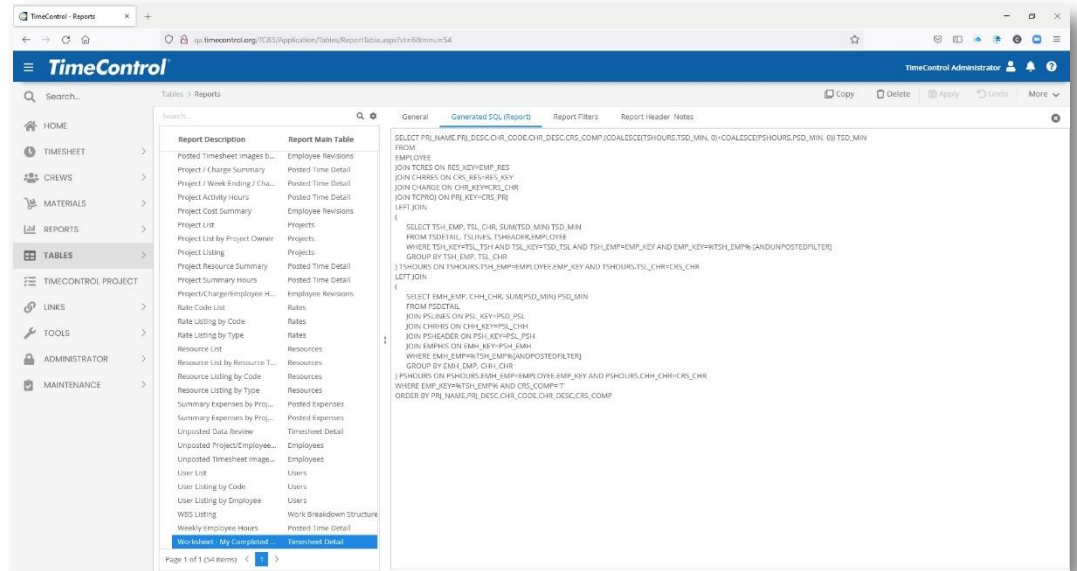 TimeControl - Reports
qa.timecontrol.org/TC83/Application/Tables/ReportTable.aspx?st=6&mnu=54
TimeControl
TimeControl Administrator
Search...
Tables > Reports
Copy
Delete
Apply
Undo
More
HOME
TIMESHEET
CREWS
MATERIALS
REPORTS
TABLES
TIMECONTROL PROJECT
LINKS
TOOLS
ADMINISTRATOR
MAINTENANCE
Search...
Report Description Report Main Table
Posted Timesheet Images b... Employee Revisions
Project / Charge Summary Posted Time Detail
Project / Week Ending / Cha... Posted Time Detail
Project Activity Hours Posted Time Detail
Project Cost Summary Employee Revisions
Project List Projects
Project List by Project Owner Projects
Project Listing Projects
Project Resource Summary Posted Time Detail
Project Summary Hours Posted Time Detail
Project/Charge/Employee H... Employee Revisions
Rate Code List Rates
Rate Listing by Code Rates
Rate Listing by Type Rates
Resource List Resources
Resource List by Resource T... Resources
Resource Listing by Code Resources
Resource Listing by Type Resources
Summary Expenses by Proj... Posted Expenses
Summary Expenses by Proj... Posted Expenses
Unposted Data Review Timesheet Detail
Unposted Project/Employee... Employees
Unposted Timesheet Image... Employees
User List Users
User Listing by Code Users
User Listing by Employee Users
WBS Listing Work Breakdown Structure
Weekly Employee Hours Posted Time Detail
Worksheet - My Completed ... Timesheet Detail
Page 1 of 1 (54 items) < 1 >
General Generated SQL (Report) Report Filters Report Header Notes
SELECT PRJ_NAME,PRJ_DESC,CHR_CODE,CHR_DESC,CRS_COMP,(COALESCE(TSHOURS.TSD_MIN, 0)+COALESCE(PSHOURS.PSD_MIN, 0)) TSD_MIN
FROM
EMPLOYEE
JOIN TCRES ON RES_KEY=EMP_RES
JOIN CHRRES ON CRS_RES=RES_KEY
JOIN CHARGE ON CHR_KEY=CRS_CHR
JOIN TCPROJ ON PRJ_KEY=CRS_PRJ
LEFT JOIN
(
SELECT TSH_EMP, TSL_CHR, SUM(TSD_MIN) TSD_MIN
FROM TSDETAIL, TSLINES, TSHEADER,EMPLOYEE
WHERE TSH_KEY=TSL_TSH AND TSL_KEY=TSD_TSL AND TSH_EMP=EMP_KEY AND EMP_KEY=%TSH_EMP% [ANDUNPOSTEDFILTER]
GROUP BY TSH_EMP, TSL_CHR
) TSHOURS ON TSHOURS.TSH_EMP=EMPLOYEE.EMP_KEY AND TSHOURS.TSL_CHR=CRS_CHR
LEFT JOIN
(
SELECT EMH_EMP, CHH_CHR, SUM(PSD_MIN) PSD_MIN
FROM PSDETAIL
JOIN PSLINES ON PSL_KEY=PSD_PSL
JOIN CHRHIS ON CHH_KEY=PSL_CHH
JOIN PSHEADER ON PSH_KEY=PSL_PSH
JOIN EMPHIS ON EMH_KEY=PSH_EMH
WHERE EMH_EMP=%TSH_EMP%[ANDPOSTEDFILTER]
GROUP BY EMH_EMP, CHH_CHR
) PSHOURS ON PSHOURS.EMH_EMP=EMPLOYEE.EMP_KEY AND PSHOURS.CHH_CHR=CRS_CHR
WHERE EMP_KEY=%TSH_EMP% AND CRS_COMP='T'
ORDER BY PRJ_NAME,PRJ_DESC,CHR_CODE,CHR_DESC,CRS_COMP